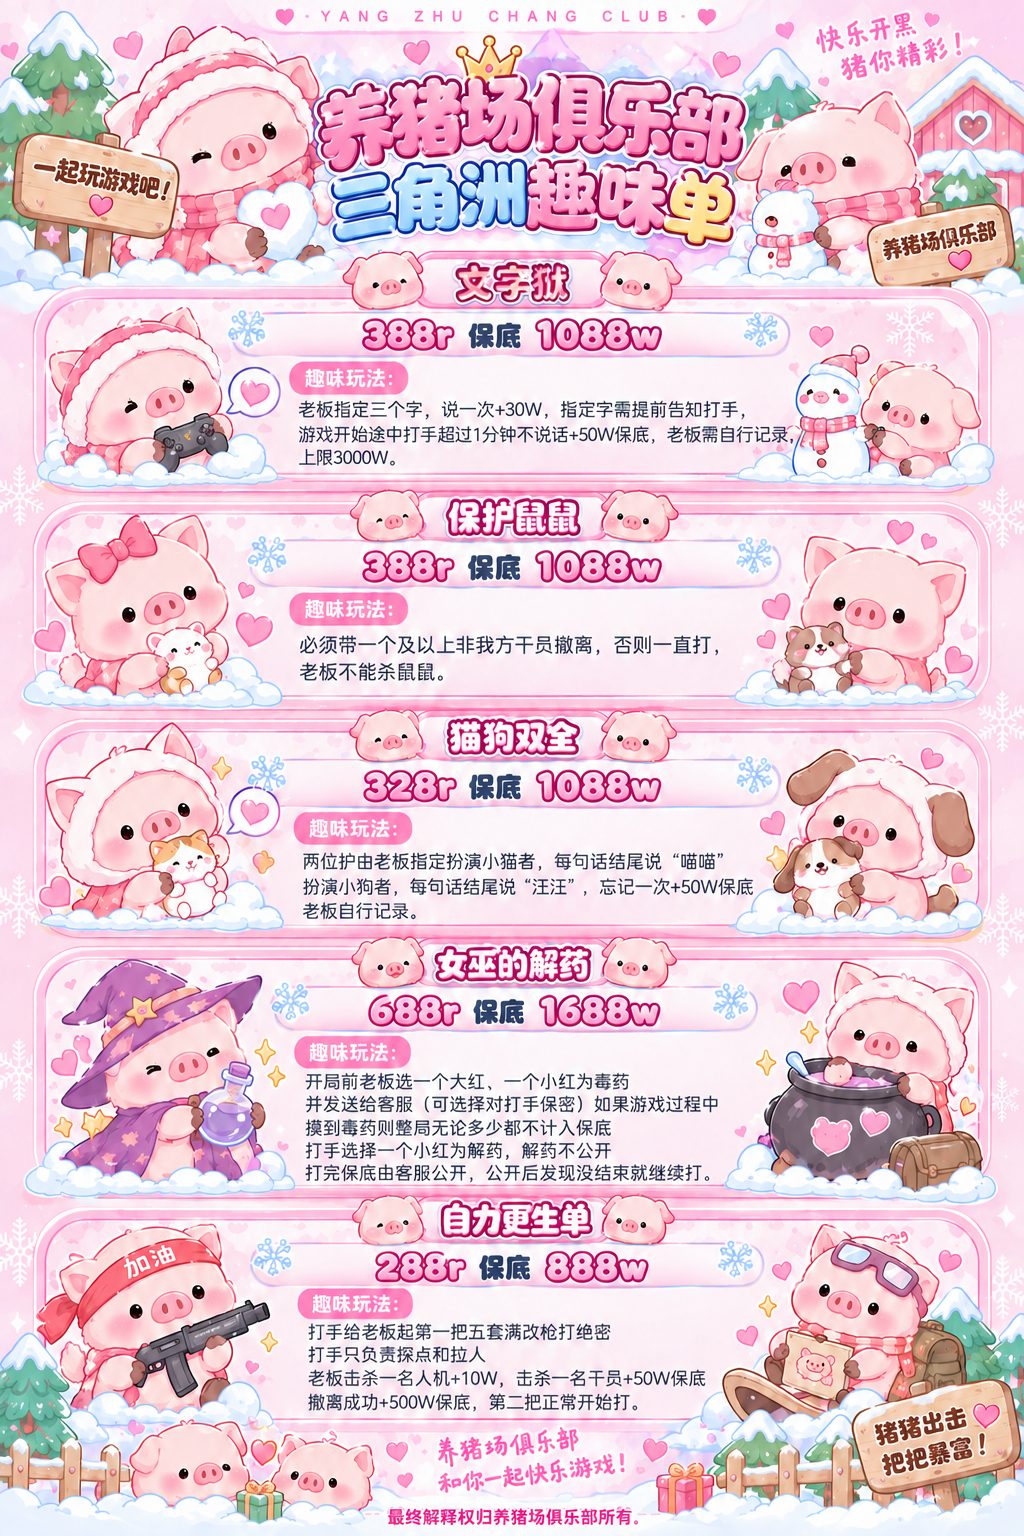 YANG ZHU CHANG CLUB
快乐开黑
猪你精彩！
养猪场俱乐部
三角洲趣味单
一起玩游戏吧！
养猪场俱乐部
文字狱
388r 保底 1088w
趣味玩法：
老板指定三个字，说一次+30W，指定字需提前告知打手，
游戏开始途中打手超过1分钟不说话+50W保底，老板需自行记录，
上限3000W。
保护鼠鼠
388r 保底 1088w
趣味玩法：
必须带一个及以上非我方干员撤离，否则一直打，
老板不能杀鼠鼠。
猫狗双全
328r 保底 1088w
趣味玩法：
两位护由老板指定扮演小猫者，每句话结尾说“喵喵”
扮演小狗者，每句话结尾说“汪汪”，忘记一次+50W保底
老板自行记录。
女巫的解药
688r 保底 1688w
趣味玩法：
开局前老板选一个大红、一个小红为毒药
并发送给客服（可选择对打手保密）如果游戏过程中
摸到毒药则整局无论多少都不计入保底
打手选择一个小红为解药，解药不公开
打完保底由客服公开，公开后发现没结束就继续打。
自力更生单
288r 保底 888w
加油
趣味玩法：
打手给老板起第一把五套满改枪打绝密
打手只负责探点和拉人
老板击杀一名人机+10W，击杀一名干员+50W保底
撤离成功+500W保底，第二把正常开始打。
猪猪出击
把把暴富！
养猪场俱乐部
和你一起快乐游戏！
最终解释权归养猪场俱乐部所有。